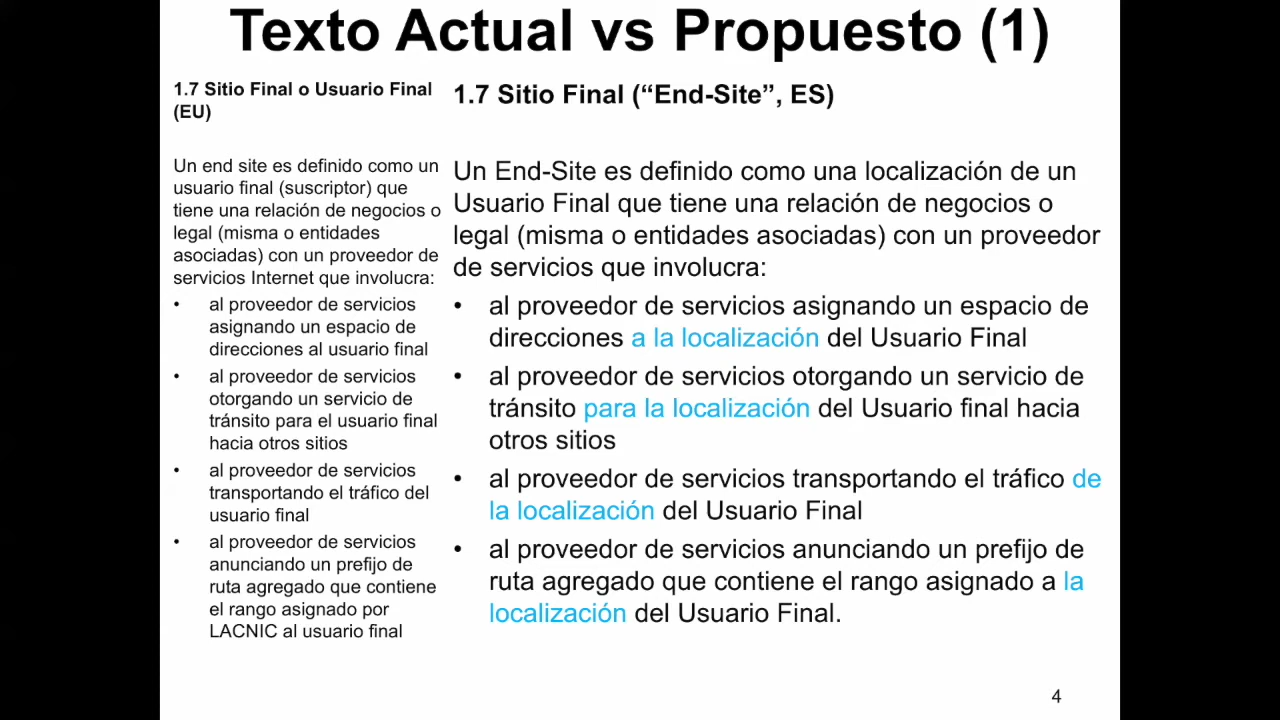 Texto Actual vs Propuesto (1)
1.7 Sitio Final o Usuario Final
(EU)
Un end site es definido como un
usuario final (suscriptor) que
tiene una relación de negocios o
legal (misma o entidades
asociadas) con un proveedor de
servicios Internet que involucra:
• al proveedor de servicios
asignando un espacio de
direcciones al usuario final
• al proveedor de servicios
otorgando un servicio de
tránsito para el usuario final
hacia otros sitios
• al proveedor de servicios
transportando el tráfico del
usuario final
• al proveedor de servicios
anunciando un prefijo de
ruta agregado que contiene
el rango asignado por
LACNIC al usuario final
1.7 Sitio Final (“End-Site”, ES)
Un End-Site es definido como una localización de un
Usuario Final que tiene una relación de negocios o
legal (misma o entidades asociadas) con un proveedor
de servicios que involucra:
• al proveedor de servicios asignando un espacio de
direcciones a la localización del Usuario Final
• al proveedor de servicios otorgando un servicio de
tránsito para la localización del Usuario final hacia
otros sitios
• al proveedor de servicios transportando el tráfico de
la localización del Usuario Final
• al proveedor de servicios anunciando un prefijo de
ruta agregado que contiene el rango asignado a la
localización del Usuario Final.
4